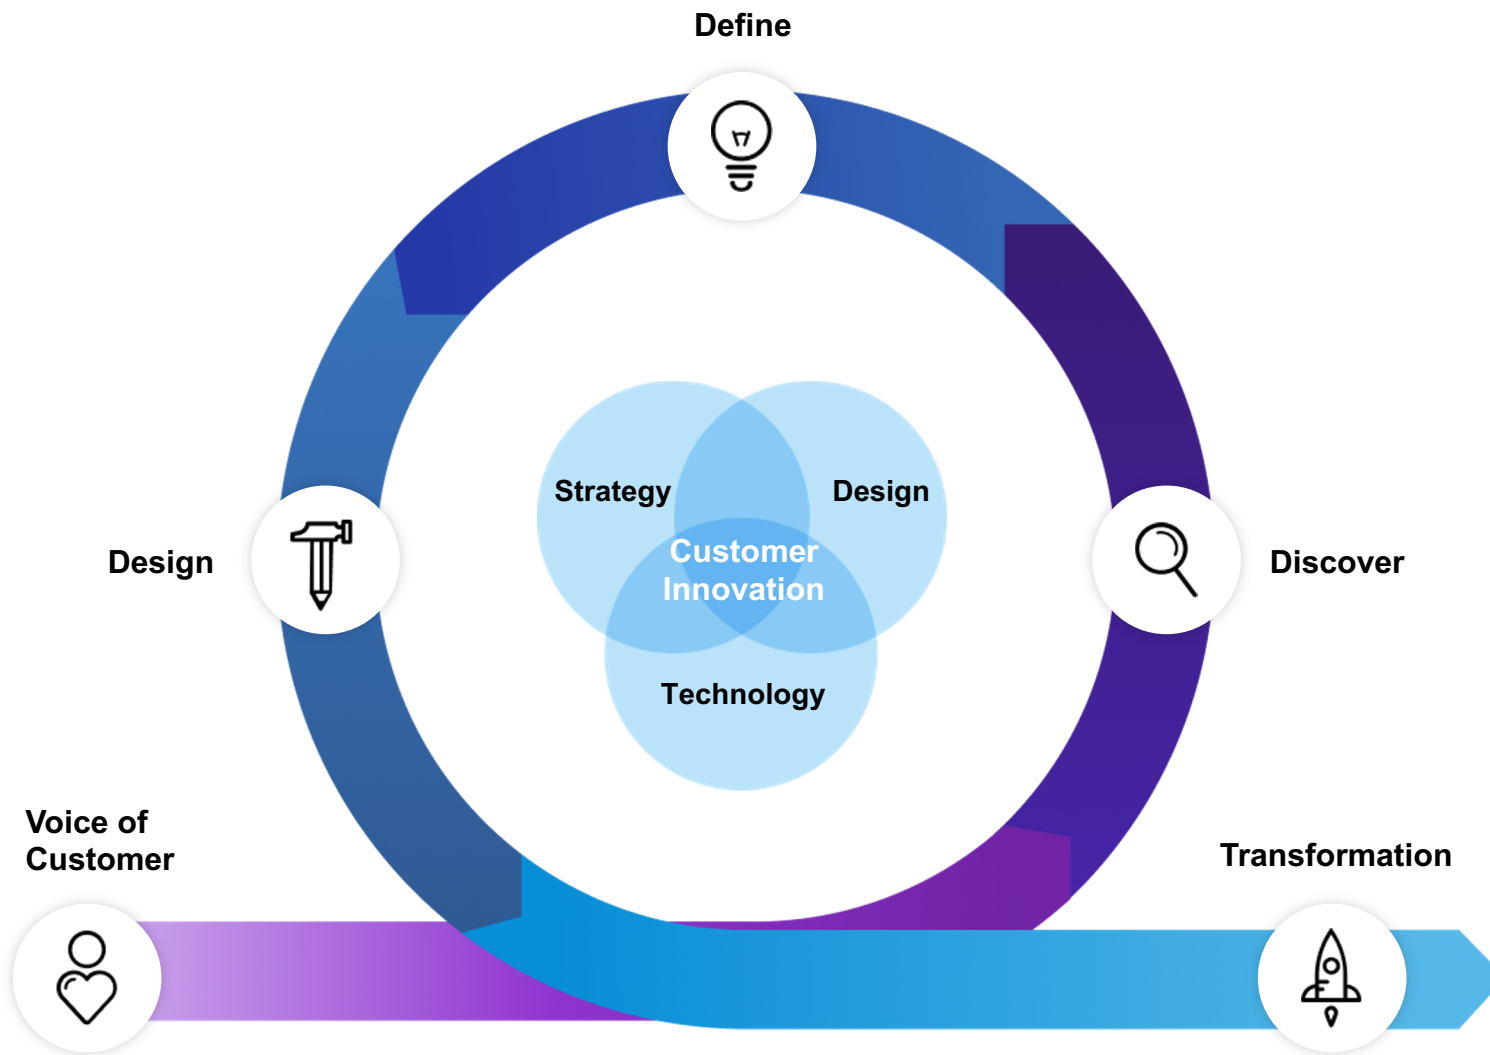 Define
Strategy
Design
Customer
Innovation
Technology
Design
Discover
Voice of
Customer
Transformation